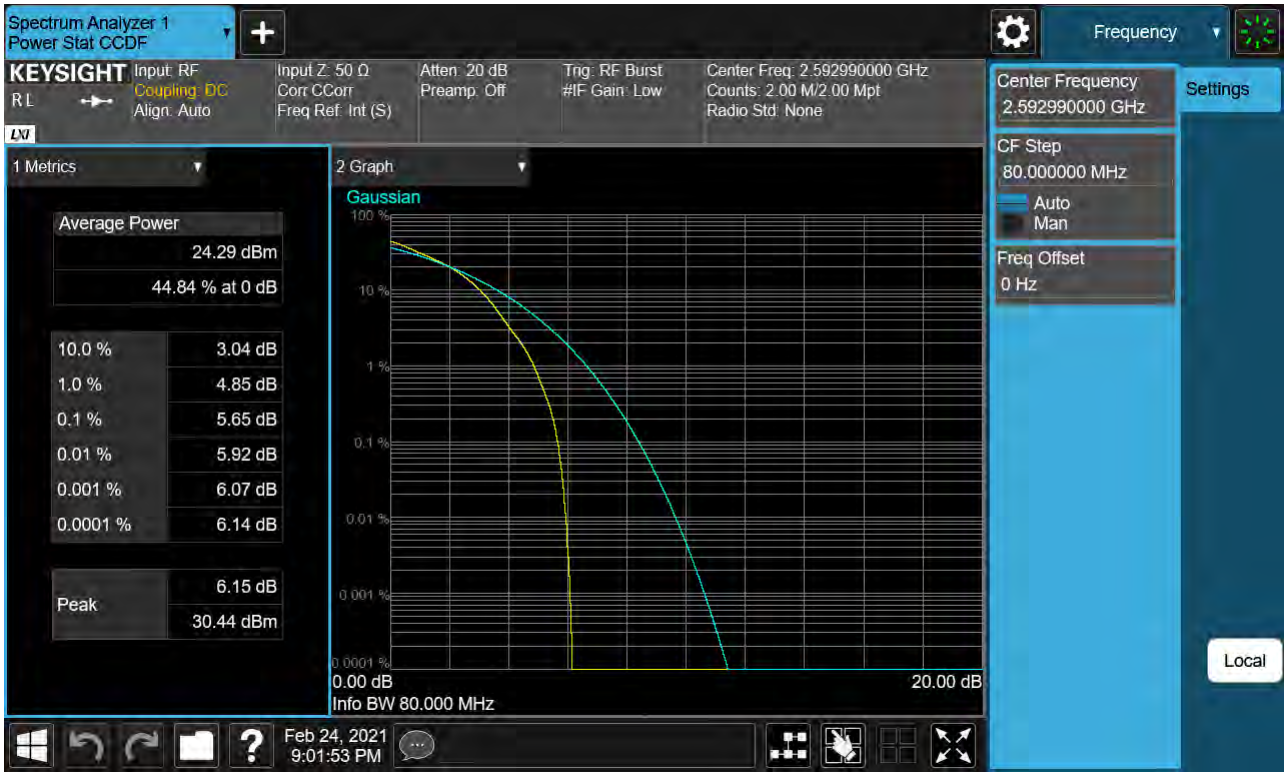 Spectrum Analyzer 1
Power Stat CCDF
Frequency
KEYSIGHT
Input: RF
Coupling: DC
Align: Auto
Input Z: 50 Ω
Corr CCorr
Freq Ref: Int (S)
Atten: 20 dB
Preamp: Off
Trig: RF Burst
#IF Gain: Low
Center Freq: 2.592990000 GHz
Counts: 2.00 M/2.00 Mpt
Radio Std: None
R L
LXI
Center Frequency
2.592990000 GHz
Settings
CF Step
80.000000 MHz
Auto
Man
Freq Offset
0 Hz
1 Metrics
Average Power
24.29 dBm
44.84 % at 0 dB
10.0 % 3.04 dB
1.0 % 4.85 dB
0.1 % 5.65 dB
0.01 % 5.92 dB
0.001 % 6.07 dB
0.0001 % 6.14 dB
Peak
6.15 dB
30.44 dBm
2 Graph
Gaussian
100 %
10 %
1 %
0.1 %
0.01 %
0.001 %
0.0001 %
0.00 dB 20.00 dB
Info BW 80.000 MHz
Local
?
Feb 24, 2021
9:01:53 PM